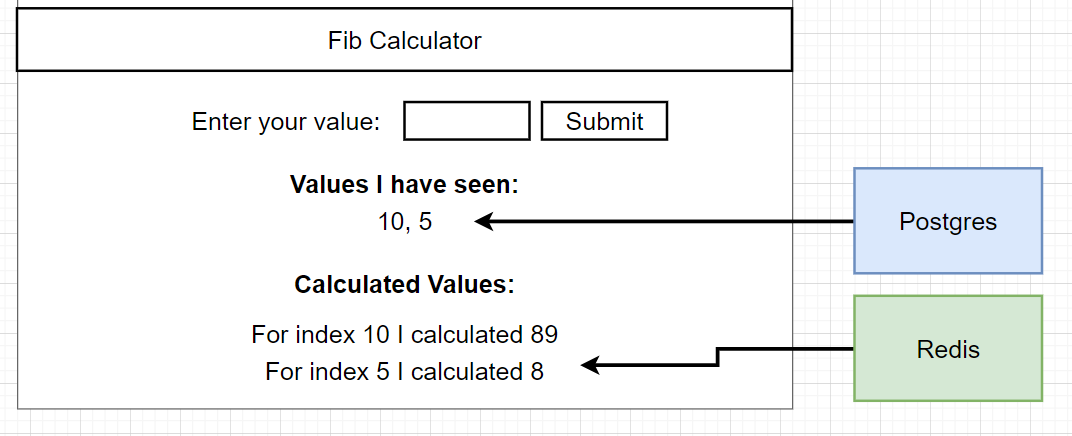 Fib Calculator
Enter your value: Submit
Values I have seen:
10, 5
Postgres
Calculated Values:
For index 10 I calculated 89
Redis
For index 5 I calculated 8